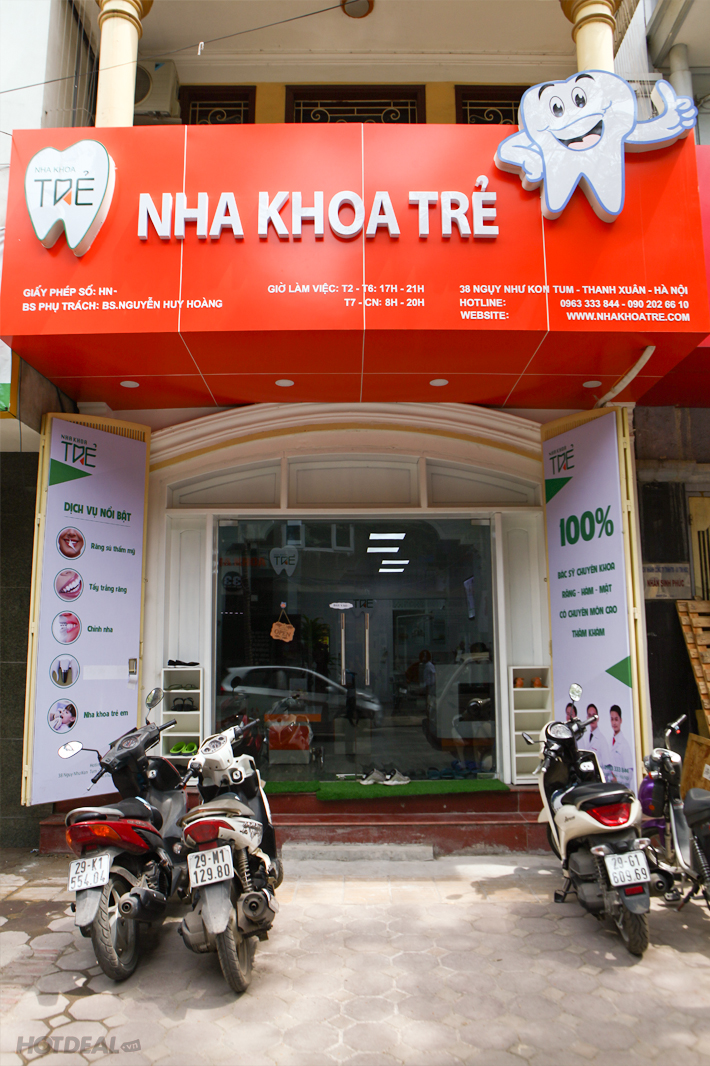 NHA KHOA
TRẺ
NHA KHOA TRẺ
GIẤY PHÉP SỐ: HN-
BS PHỤ TRÁCH: BS.NGUYỄN HUY HOÀNG
GIỜ LÀM VIỆC: T2 - T6: 17H - 21H
T7 - CN: 8H - 20H
38 NGỤY NHƯ KON TUM - THANH XUÂN - HÀ NỘI
HOTLINE: 0963 333 844 - 090 202 66 10
WEBSITE: WWW.NHAKHOATRE.COM
NHA KHOA
TRẺ
DỊCH VỤ NỔI BẬT
Răng sứ thẩm mỹ
Tẩy trắng răng
Chỉnh nha
Nha khoa trẻ em
NHA KHOA
TRẺ
100%
BÁC SỸ CHUYÊN KHOA
RĂNG - HÀM - MẶT
CÓ CHUYÊN MÔN CAO
THĂM KHÁM
TRẺ
OPEN
29-K1
554.04
29-M1
129.80
29-G1
609.69
HOTDEAL.vn